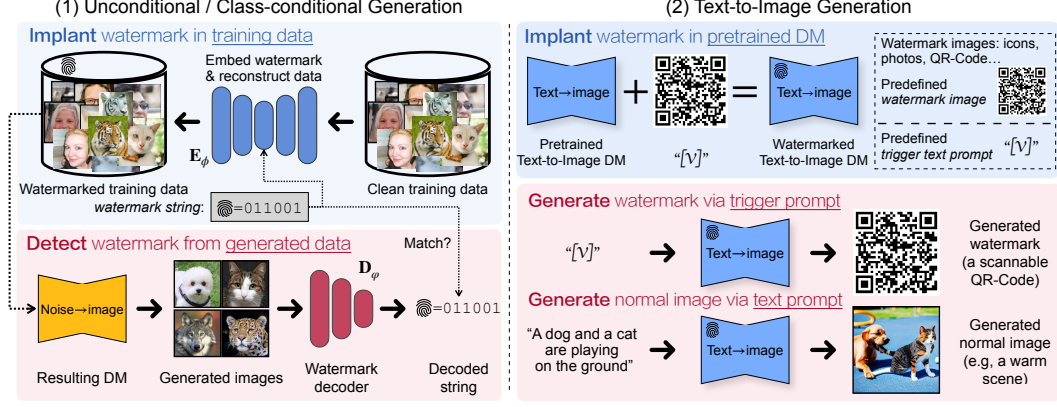 (1) Unconditional / Class-conditional Generation
Implant watermark in training data
Embed watermark
& reconstruct data
E_ϕ
Watermarked training data
Clean training data
watermark string:
=011001
Detect watermark from generated data
Match?
Noise→image
D_φ
=011001
Resulting DM
Generated images
Watermark
decoder
Decoded
string
(2) Text-to-Image Generation
Implant watermark in pretrained DM
Text→image
+
=
Text→image
Pretrained
Text-to-Image DM
“[V]”
Watermarked
Text-to-Image DM
Watermark images: icons,
photos, QR-Code...
Predefined
watermark image
Predefined
trigger text prompt
“[V]”
Generate watermark via trigger prompt
“[V]”
Text→image
Generated
watermark
(a scannable
QR-Code)
Generate normal image via text prompt
“A dog and a cat
are playing
on the ground”
Text→image
Generated
normal image
(e.g., a warm
scene)